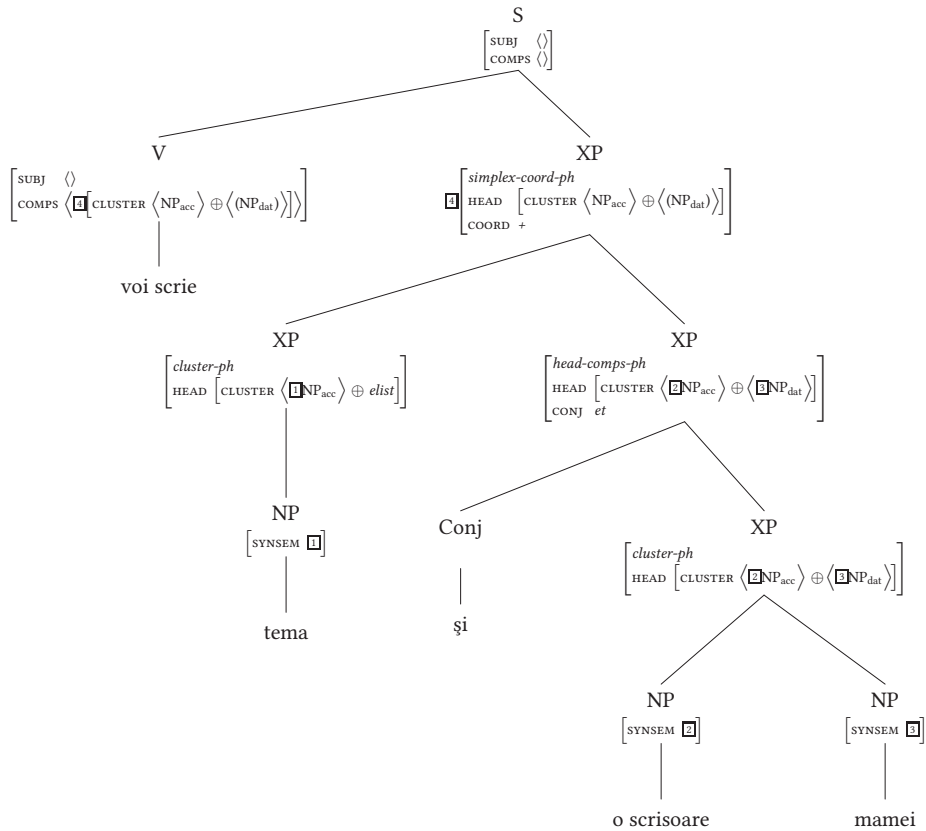 S
[SUBJ ⟨⟩
COMPS ⟨⟩]
V
[SUBJ ⟨⟩
COMPS ⟨4[CLUSTER ⟨NPacc⟩ ⊕ ⟨(NPdat)⟩]⟩]
voi scrie
XP
4[simplex-coord-ph
HEAD [CLUSTER ⟨NPacc⟩ ⊕ ⟨(NPdat)⟩]
COORD +]
XP
[cluster-ph
HEAD [CLUSTER ⟨1NPacc⟩ ⊕ elist]]
XP
[head-comps-ph
HEAD [CLUSTER ⟨2NPacc⟩ ⊕ ⟨3NPdat⟩]
CONJ et]
NP
[SYNSEM 1]
tema
Conj
şi
XP
[cluster-ph
HEAD [CLUSTER ⟨2NPacc⟩ ⊕ ⟨3NPdat⟩]]
NP
[SYNSEM 2]
o scrisoare
NP
[SYNSEM 3]
mamei